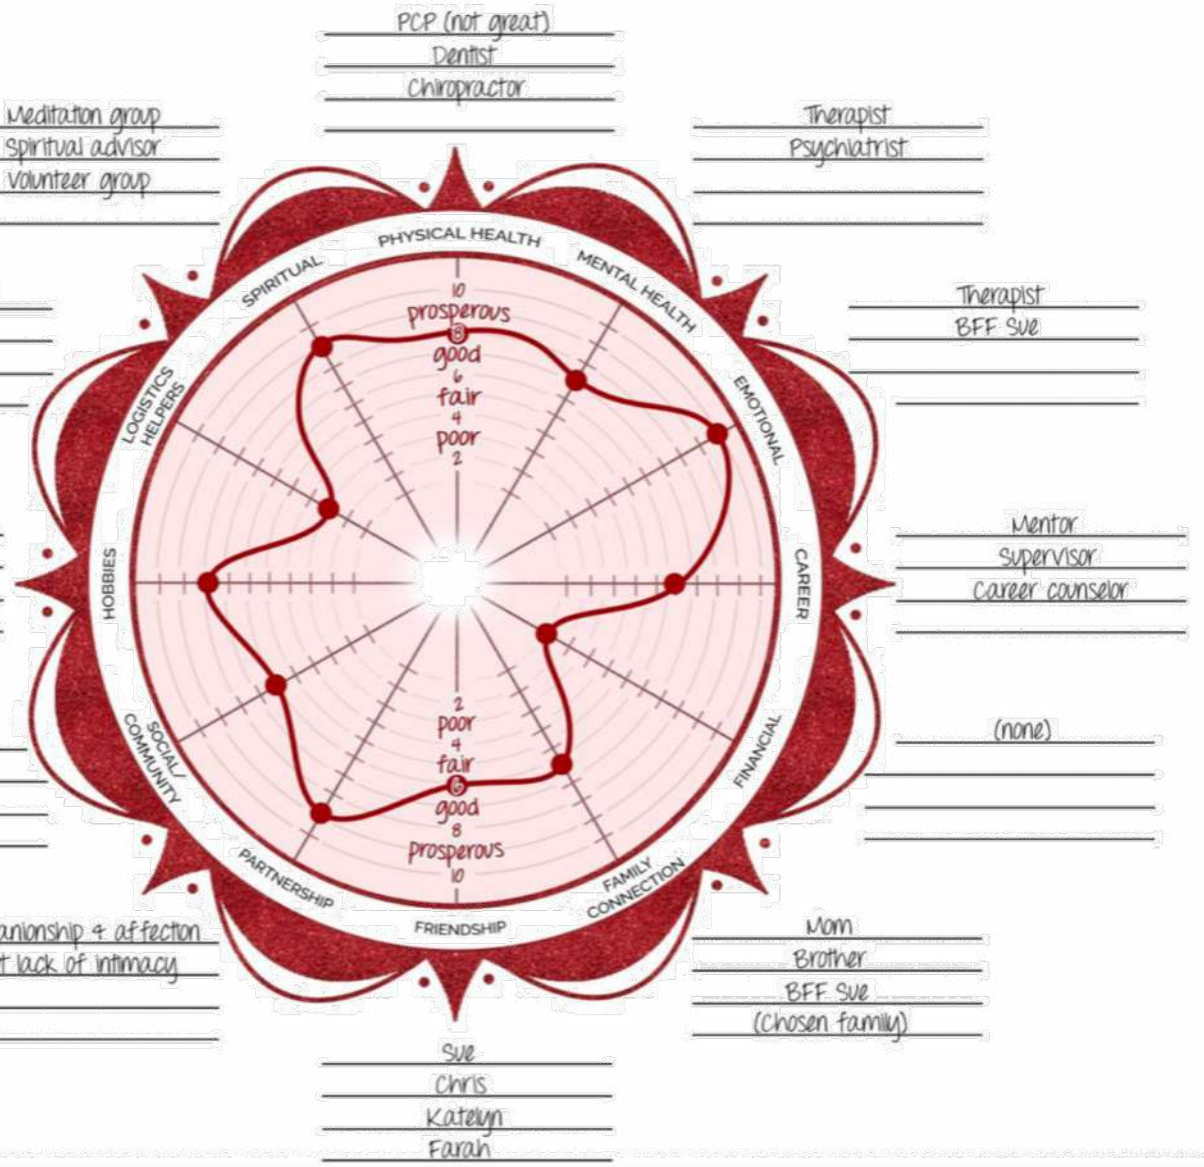 PCP (not great)
Dentist
Chiropractor
Meditation group
Spiritual advisor
Volunteer group
Therapist
Psychiatrist
Therapist
BFF Sue
Mentor
Supervisor
Career counselor
(none)
PHYSICAL HEALTH
MENTAL HEALTH
EMOTIONAL
CAREER
FINANCIAL
FAMILY
CONNECTION
FRIENDSHIP
PARTNERSHIP
SOCIAL/
COMMUNITY
HOBBIES
LOGISTICS
HELPERS
SPIRITUAL
10
prosperous
8
good
6
fair
4
poor
2
2
poor
4
fair
6
good
8
prosperous
10
anionship & affection
t lack of intimacy
Mom
Brother
BFF Sue
(Chosen family)
Sue
Chris
Katelyn
Farah